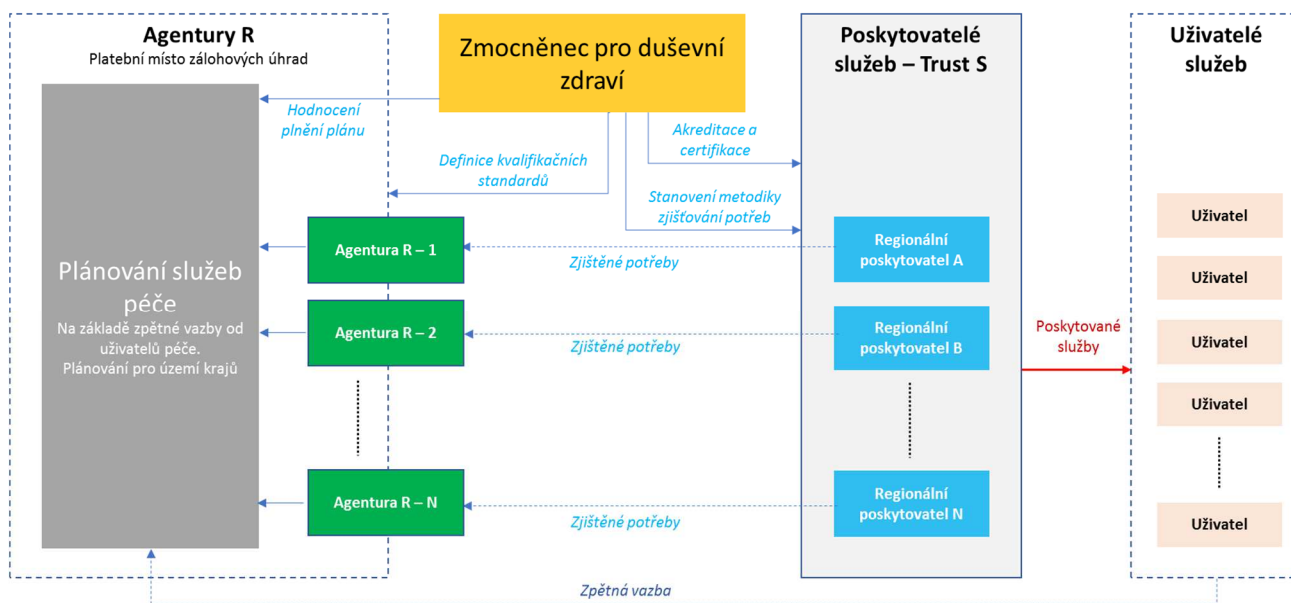 Agentury R
Platební místo zálohových úhrad
Plánování služeb
péče
Na základě zpětné vazby od
uživatelů péče.
Plánování pro území krajů
Zmocněnec pro duševní
zdraví
Hodnocení
plnění plánu
Definice kvalifikačních
standardů
Akreditace a
certifikace
Stanovení metodiky
zjišťování potřeb
Agentura R – 1
Zjištěné potřeby
Agentura R – 2
Zjištěné potřeby
Agentura R – N
Zjištěné potřeby
Poskytovatelé
služeb – Trust S
Regionální
poskytovatel A
Regionální
poskytovatel B
Regionální
poskytovatel N
Poskytované
služby
Uživatelé
služeb
Uživatel
Uživatel
Uživatel
Uživatel
Uživatel
Zpětná vazba